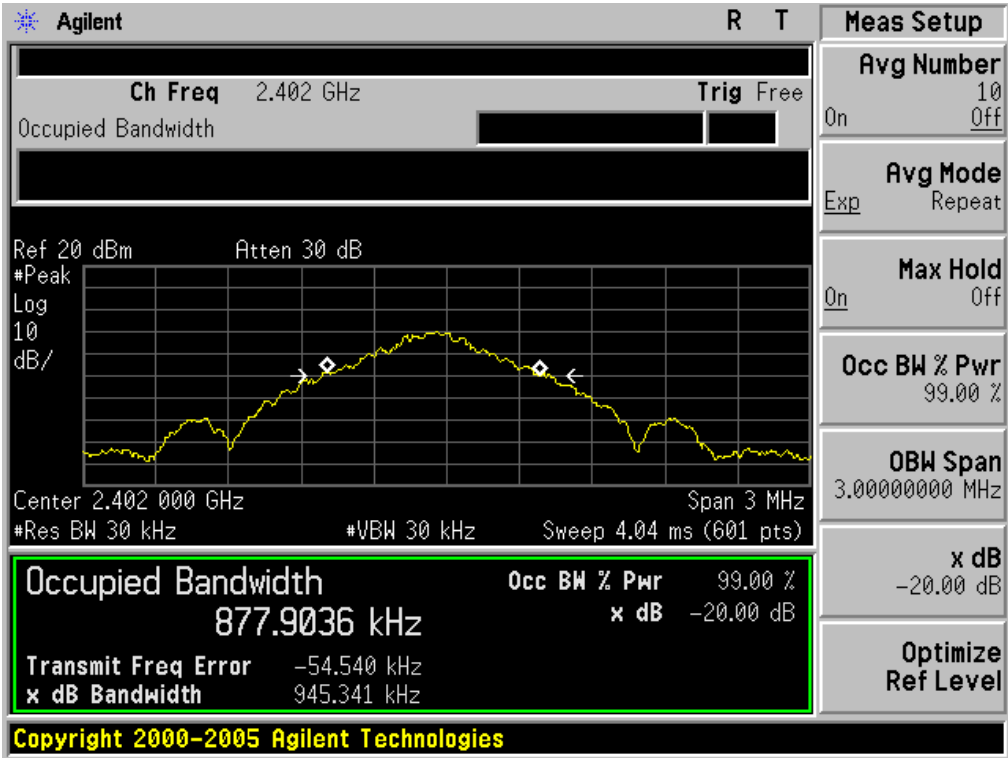 Agilent R T
Ch Freq 2.402 GHz Trig Free
Occupied Bandwidth
Ref 20 dBm Atten 30 dB
#Peak
Log
10
dB/
Center 2.402 000 GHz Span 3 MHz
#Res BW 30 kHz #VBW 30 kHz Sweep 4.04 ms (601 pts)
Occupied Bandwidth
877.9036 kHz
Occ BW % Pwr 99.00 %
x dB -20.00 dB
Transmit Freq Error -54.540 kHz
x dB Bandwidth 945.341 kHz
Copyright 2000-2005 Agilent Technologies
Meas Setup
Avg Number
10
On Off
Avg Mode
Exp Repeat
Max Hold
On Off
Occ BW % Pwr
99.00 %
OBW Span
3.00000000 MHz
x dB
-20.00 dB
Optimize
Ref Level